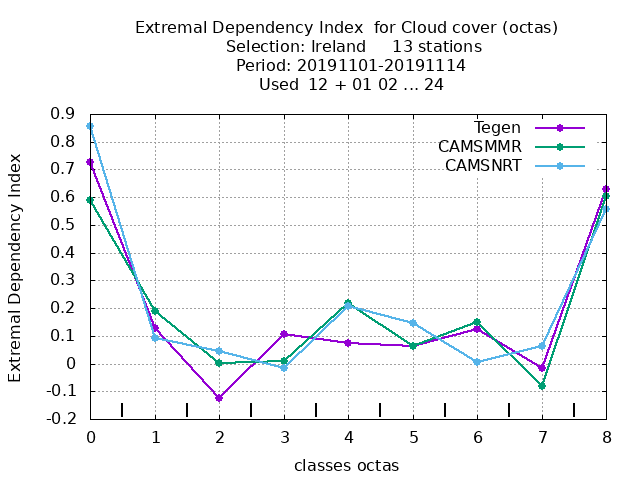 Extremal Dependency Index for Cloud cover (octas)
Selection: Ireland 13 stations
Period: 20191101-20191114
Used 12 + 01 02 ... 24
Extremal Dependency Index
0.9
0.8
0.7
0.6
0.5
0.4
0.3
0.2
0.1
0
-0.1
-0.2
Tegen
CAMSMMR
CAMSNRT
0 1 2 3 4 5 6 7 8
classes octas